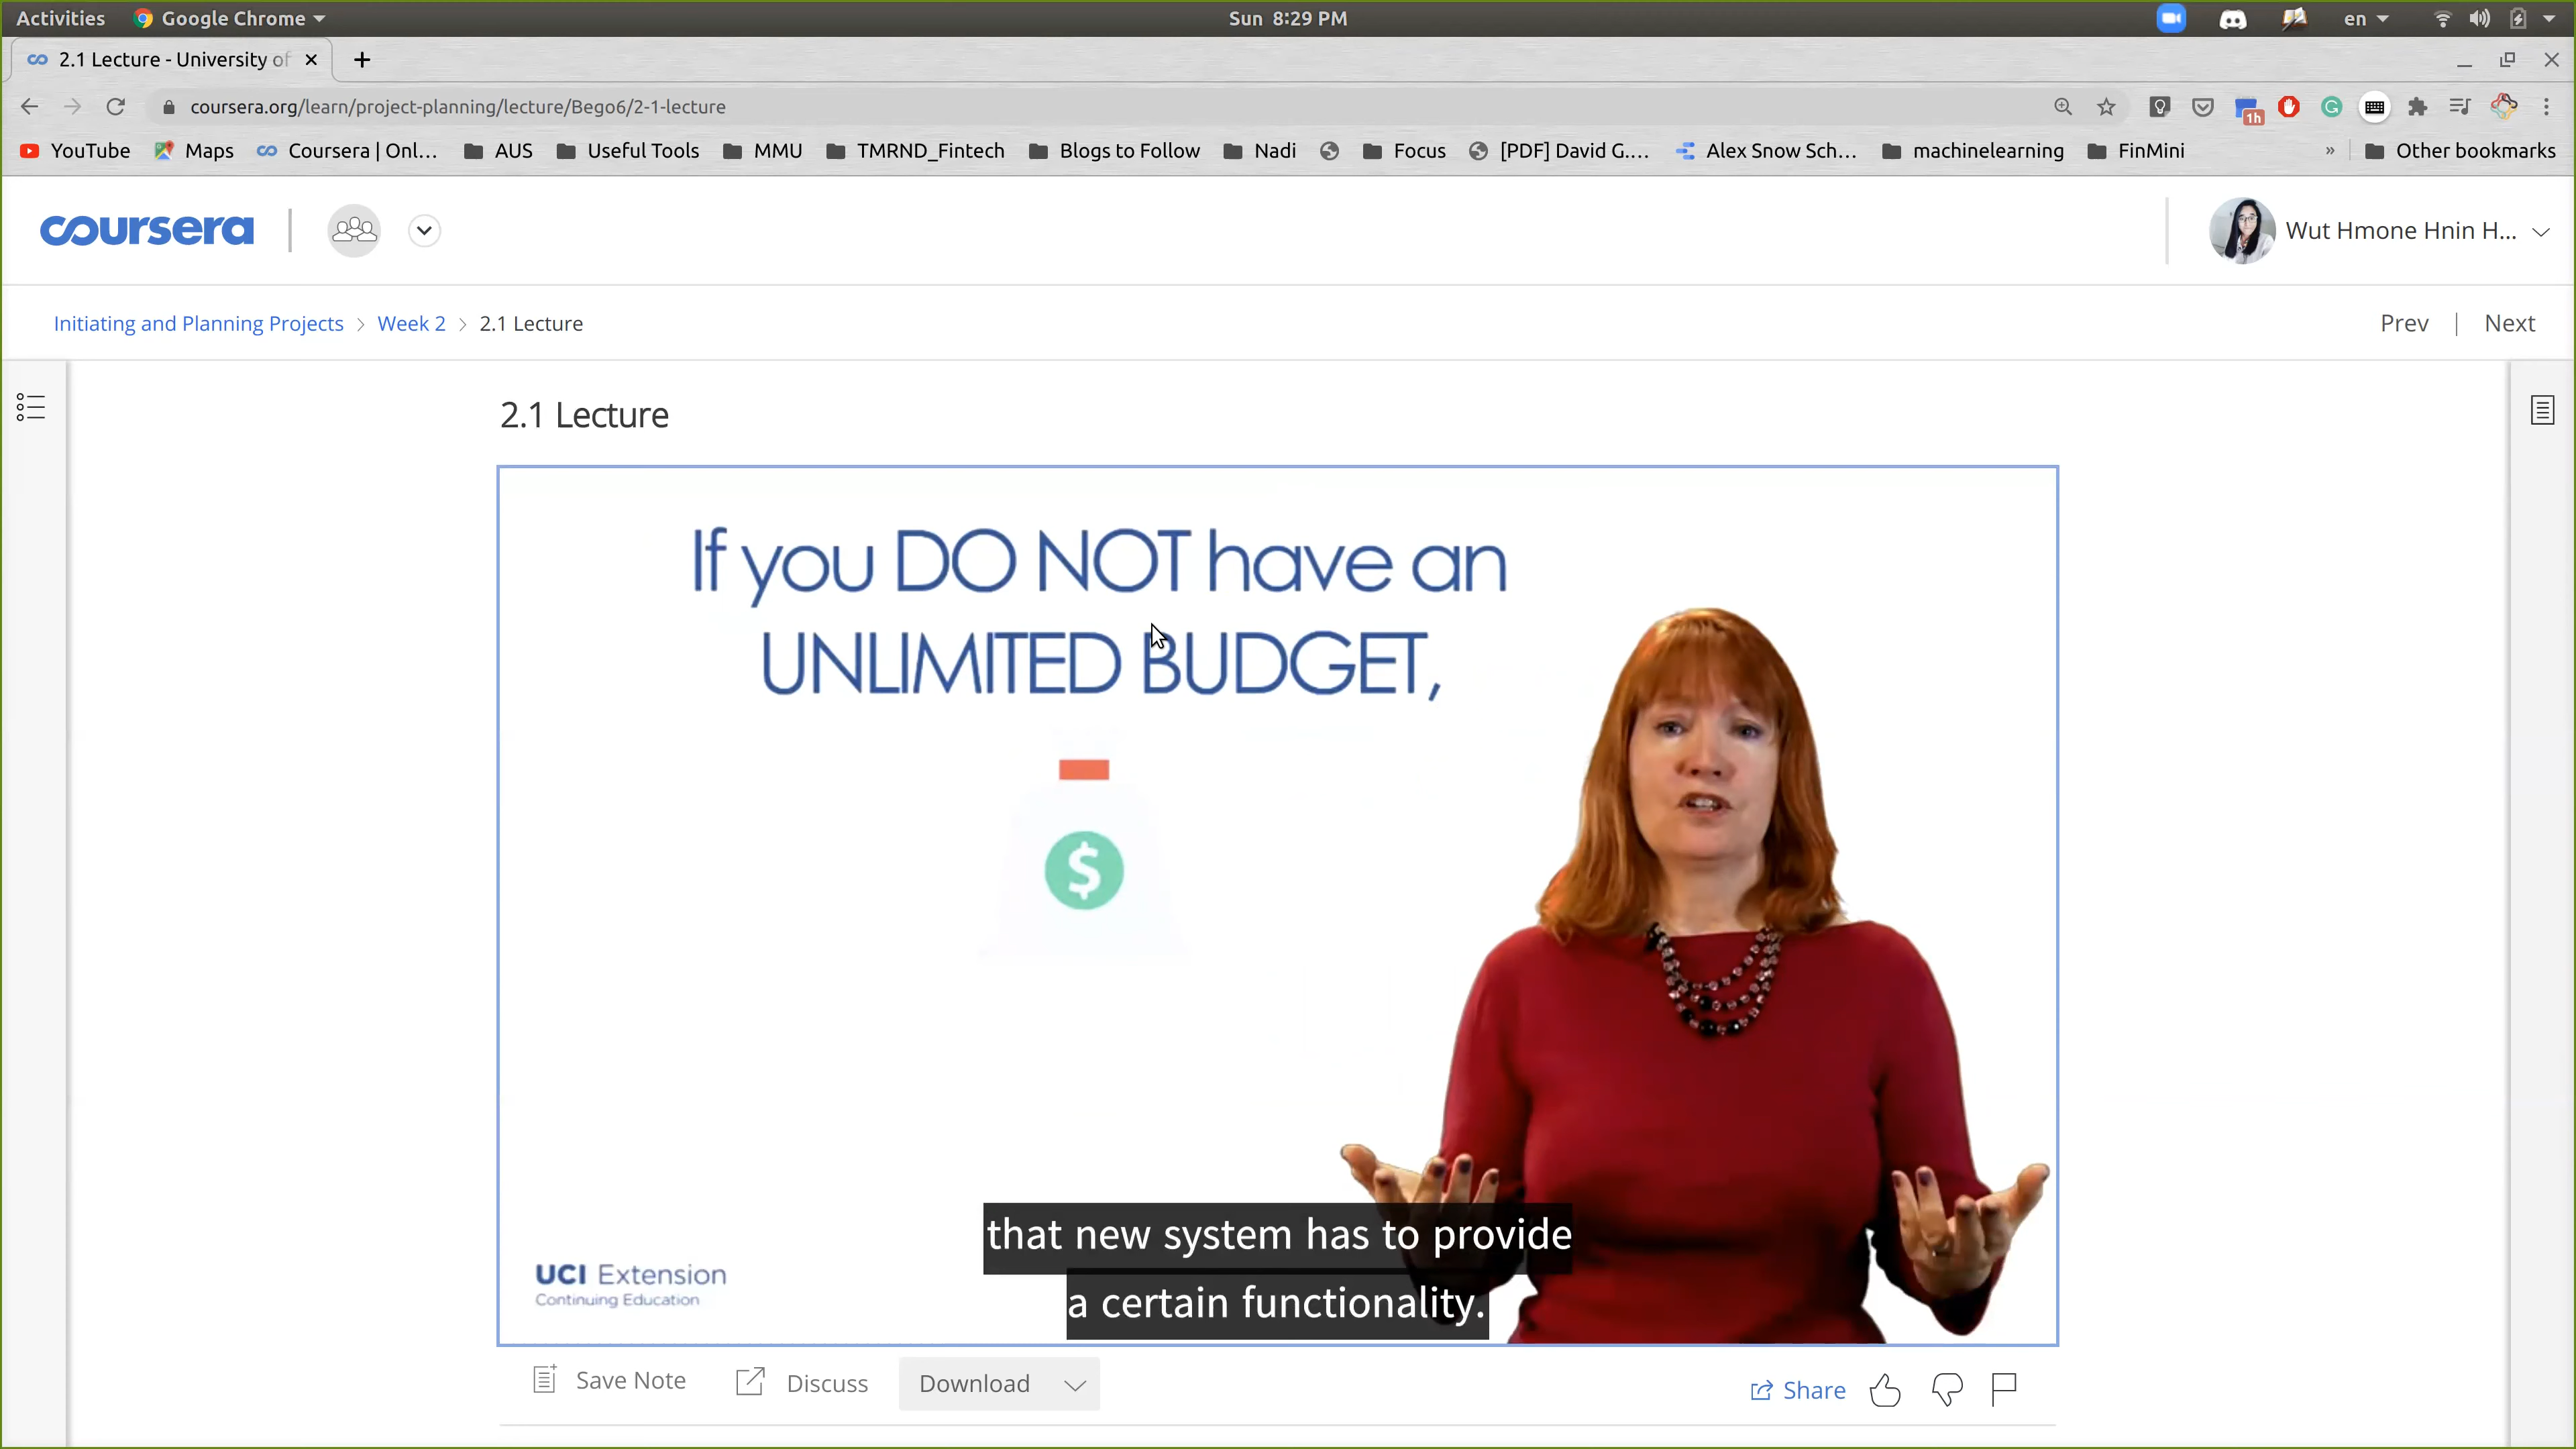 Activities Google Chrome Sun 8:29 PM en
2.1 Lecture - University of
coursera.org/learn/project-planning/lecture/Bego6/2-1-lecture 1h
YouTube Maps Coursera | Onl... AUS Useful Tools MMU TMRND_Fintech Blogs to Follow Nadi Focus [PDF] David G.... Alex Snow Sch... machinelearning FinMini » Other bookmarks
coursera Wut Hmone Hnin H...
Initiating and Planning Projects > Week 2 > 2.1 Lecture Prev | Next
2.1 Lecture
If you DO NOT have an
UNLIMITED BUDGET,
$
that new system has to provide
a certain functionality.
UCI Extension
Continuing Education
Save Note Discuss Download Share